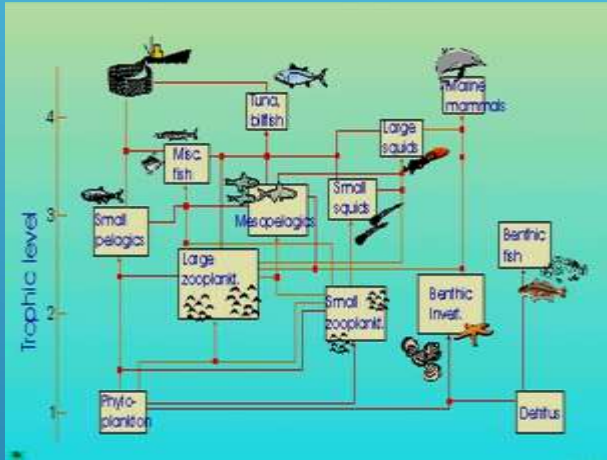 4
Tuna,
billfish
Marine
mammals
Large
squids
Misc.
fish
3
Small
pelagics
Mesopelagics
Small
squids
Benthic
fish
Large
zooplankt.
2
Small
zooplankt.
Benthic
Invert.
1
Phyto-
plankton
Detritus
Trophic level